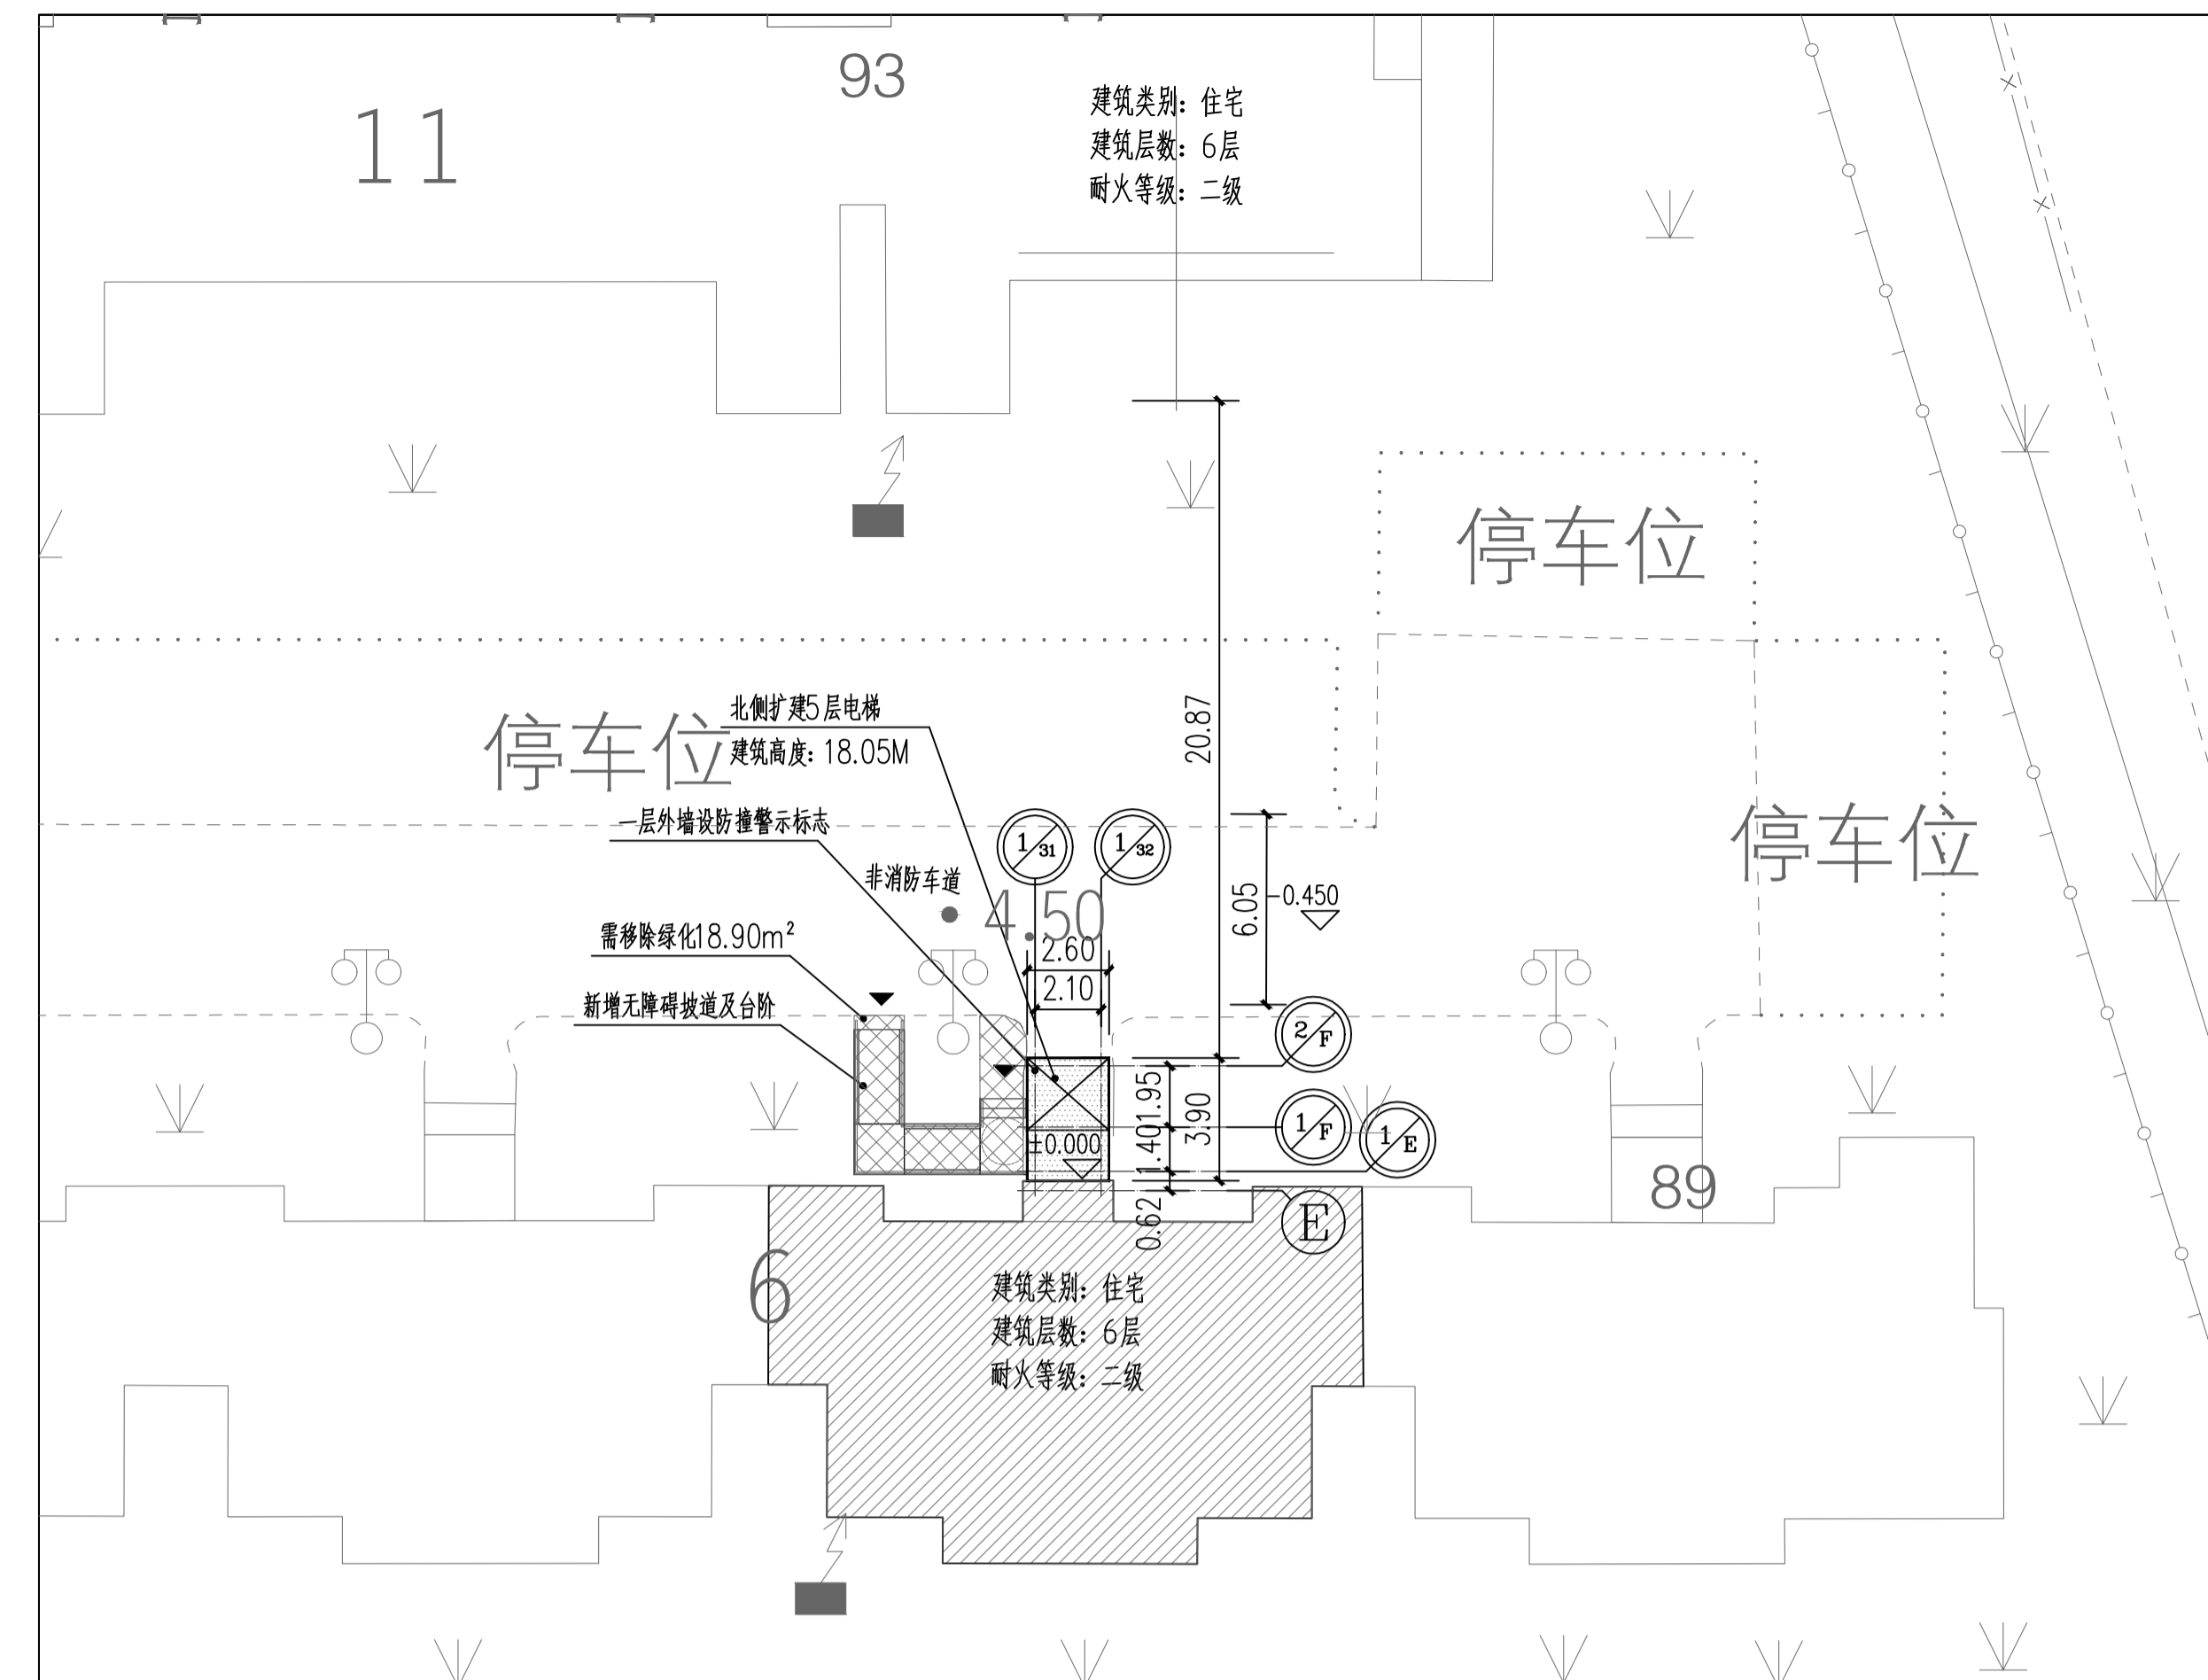 93
11
建筑类别: 住宅
建筑层数: 6层
耐火等级: 二级
停车位
20.87
北侧扩建5层电梯
建筑高度: 18.05M
停车位
一层外墙设防撞警示标志
停车位
1 31
1 32
非消防车道
4.50
6.05
-0.450
需移除绿化18.90m²
2.60
2.10
新增无障碍坡道及台阶
2 F
1.95
3.90
1.40
1 F
1 E
±0.000
89
0.62
E
6
建筑类别: 住宅
建筑层数: 6层
耐火等级: 二级